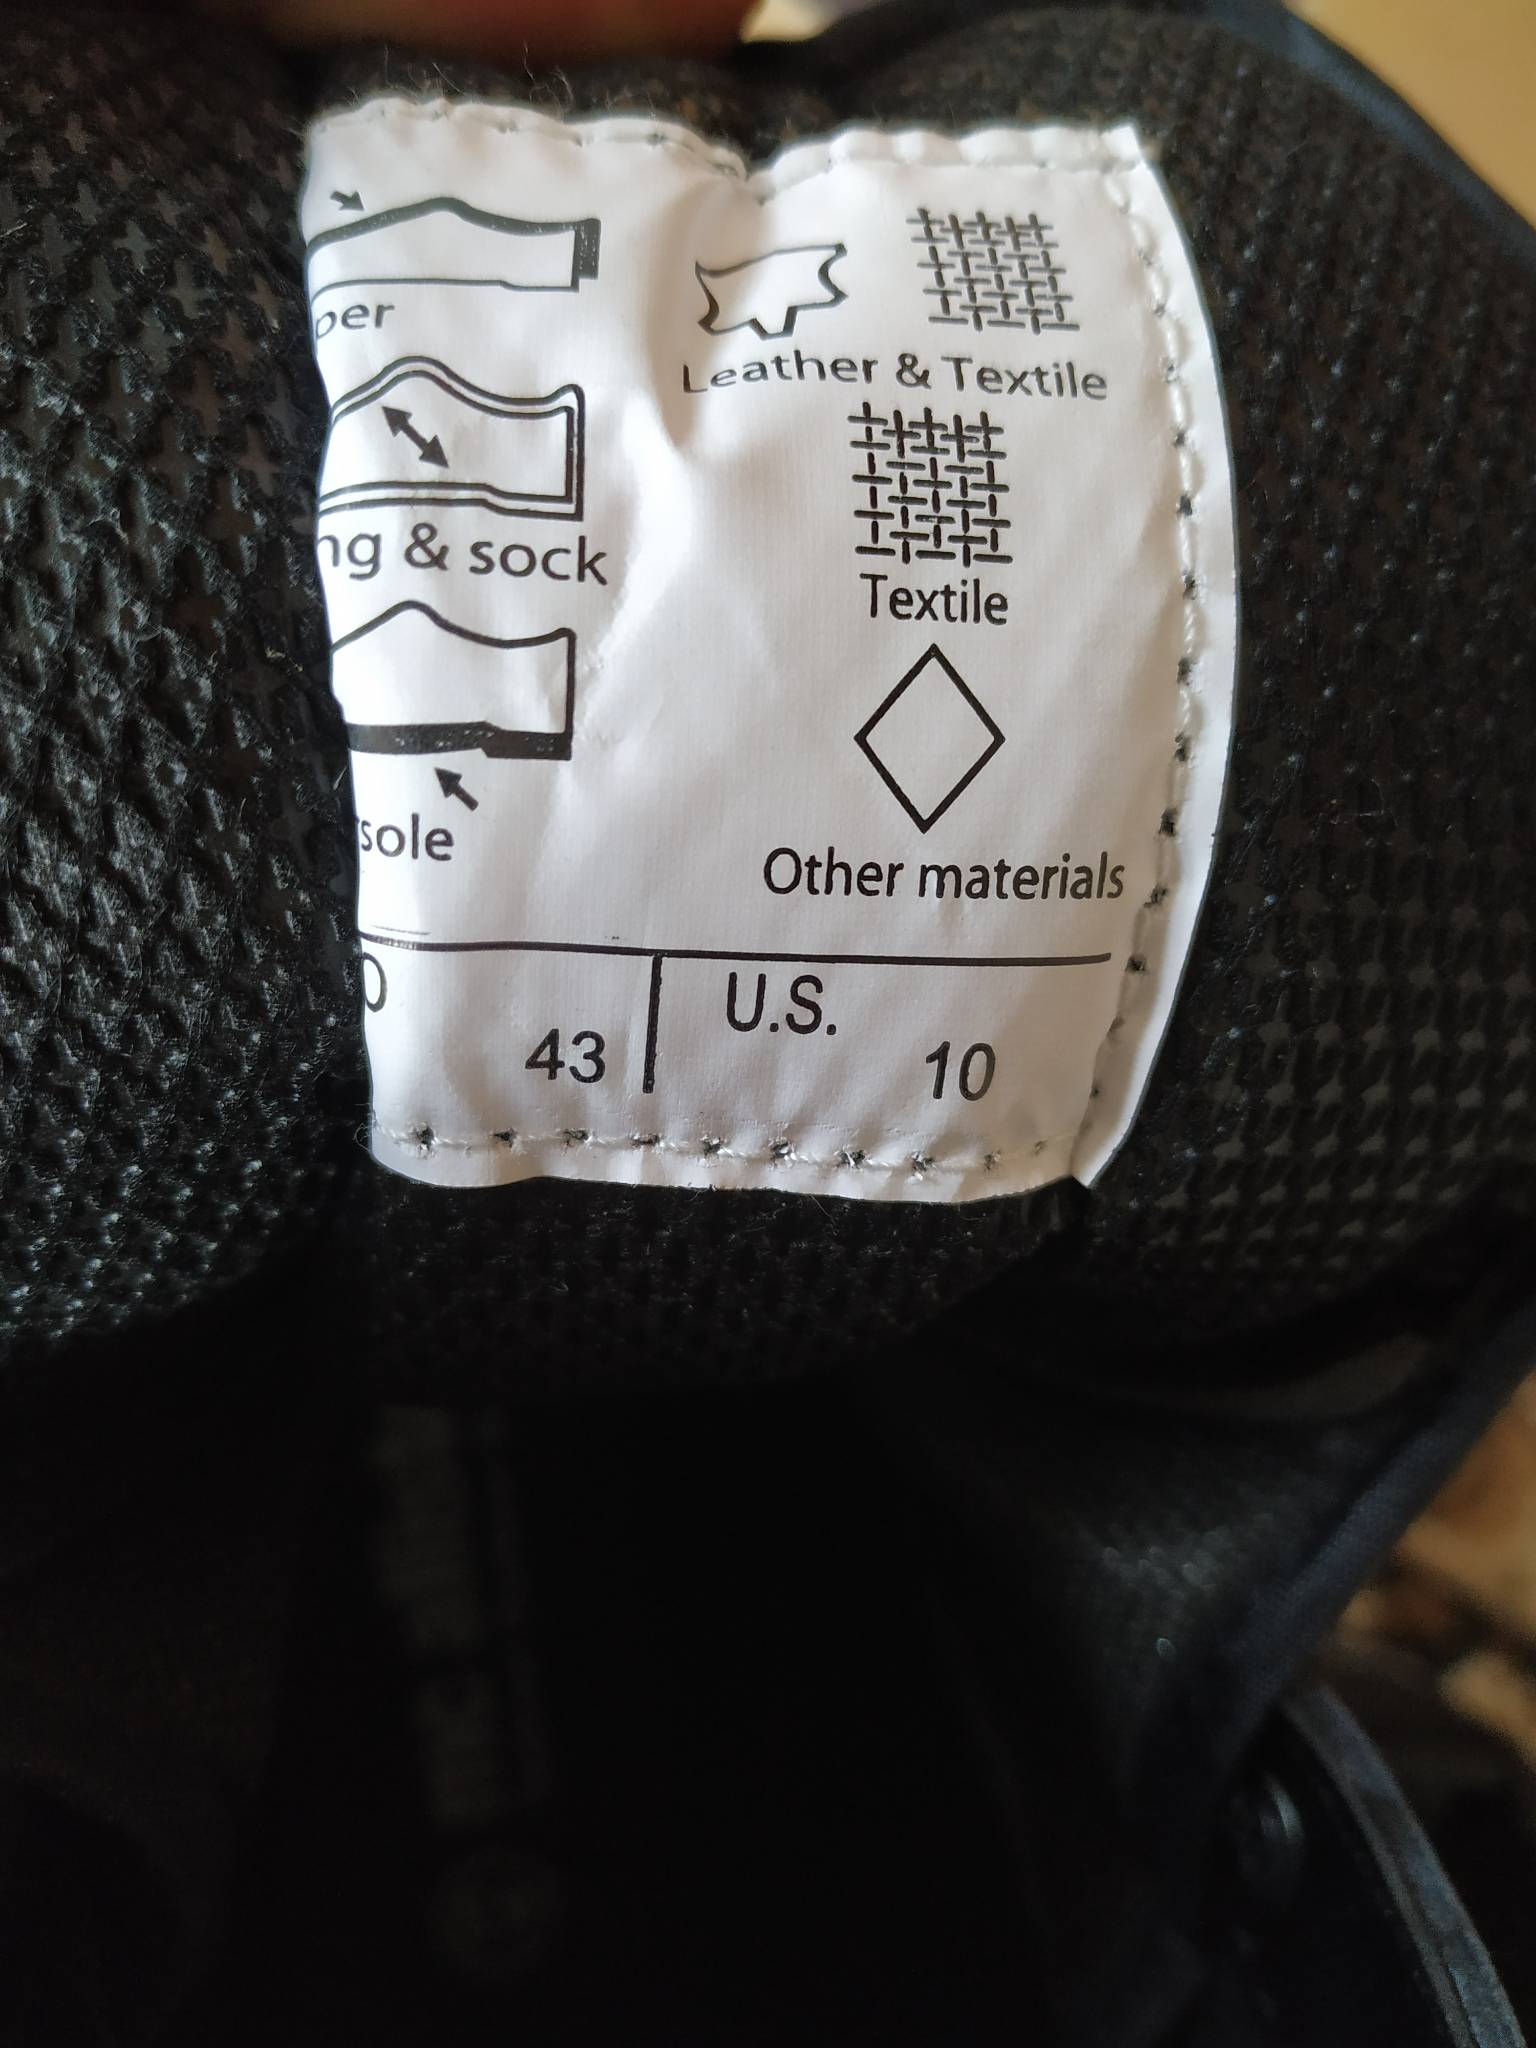 per
Leather & Textile
ng & sock
Textile
sole
Other materials
O
43
U.S.
10